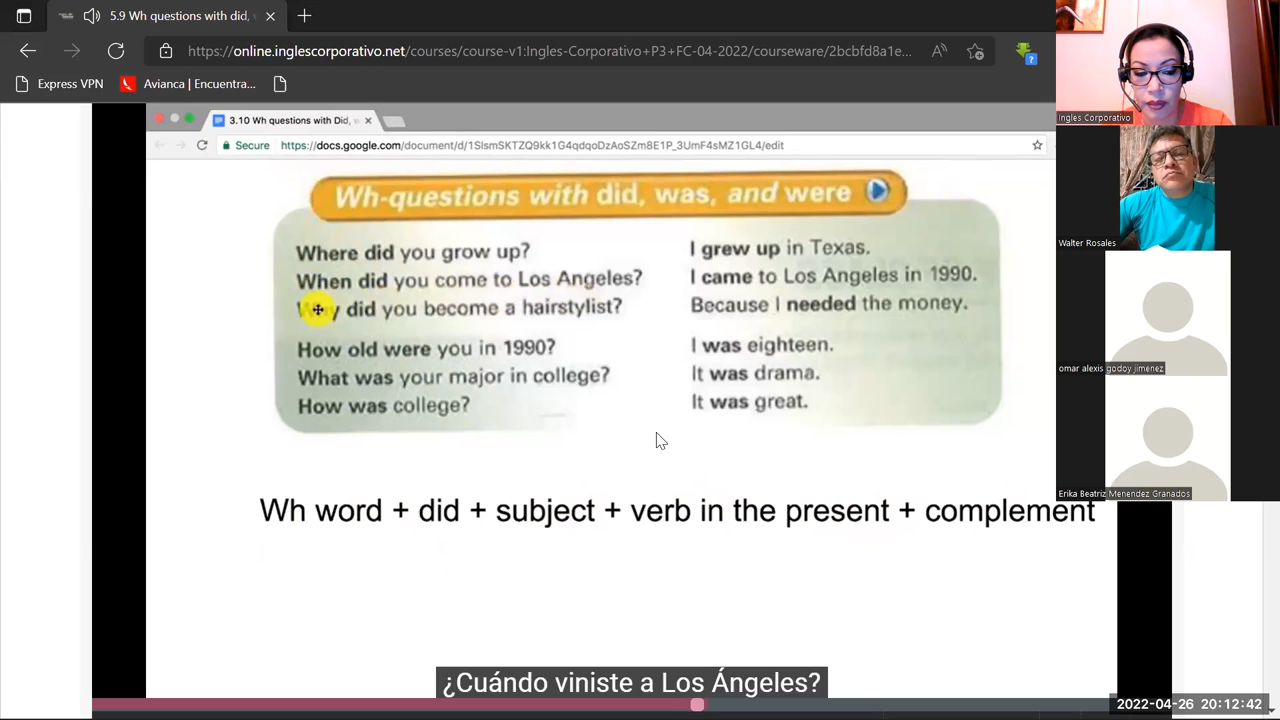 5.9 Wh questions with did, w
https://online.inglescorporativo.net/courses/course-v1:Ingles-Corporativo+P3+FC-04-2022/courseware/2bcbfd8a1e...
Express VPN
Avianca | Encuentra...
3.10 Wh questions with Did, w
Secure
https://docs.google.com/document/d/1SlsmSKTZQ9kk1G4qdqoDzAoSZm8E1P_3UmF4sMZ1GL4/edit
Wh-questions with did, was, and were
Where did you grow up? I grew up in Texas.
When did you come to Los Angeles? I came to Los Angeles in 1990.
Why did you become a hairstylist? Because I needed the money.
How old were you in 1990? I was eighteen.
What was your major in college? It was drama.
How was college? It was great.
Wh word + did + subject + verb in the present + complement
¿Cuándo viniste a Los Ángeles?
Ingles Corporativo
Walter Rosales
omar alexis godoy jimenez
Erika Beatriz Menendez Granados
2022-04-26 20:12:42